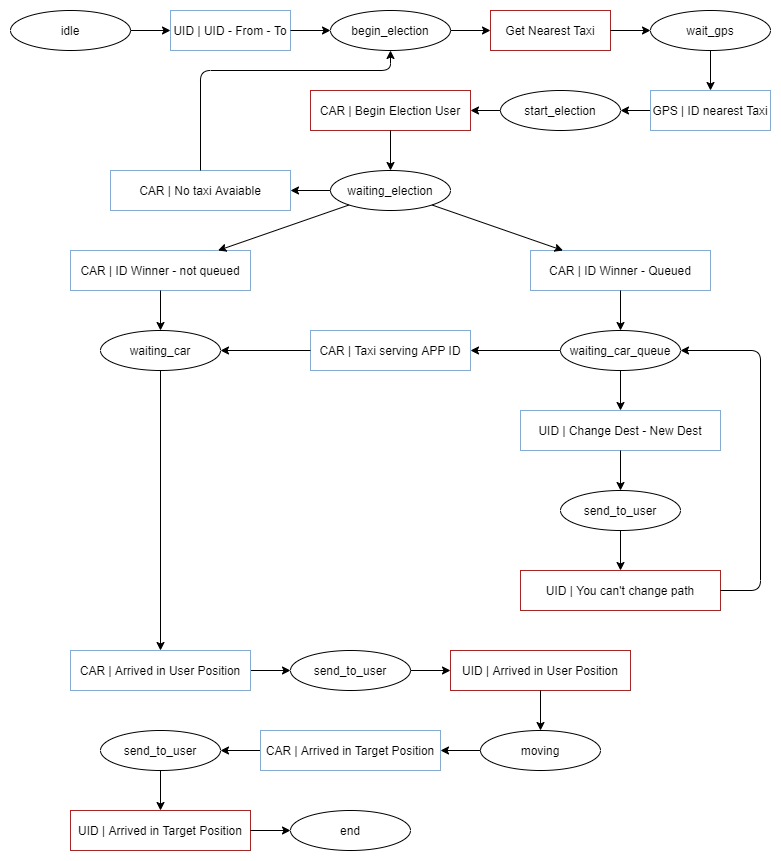 idle
UID | UID - From - To
begin_election
Get Nearest Taxi
wait_gps
CAR | Begin Election User
start_election
GPS | ID nearest Taxi
CAR | No taxi Avaiable
waiting_election
CAR | ID Winner - not queued
CAR | ID Winner - Queued
waiting_car
CAR | Taxi serving APP ID
waiting_car_queue
UID | Change Dest - New Dest
send_to_user
UID | You can't change path
CAR | Arrived in User Position
send_to_user
UID | Arrived in User Position
send_to_user
CAR | Arrived in Target Position
moving
UID | Arrived in Target Position
end